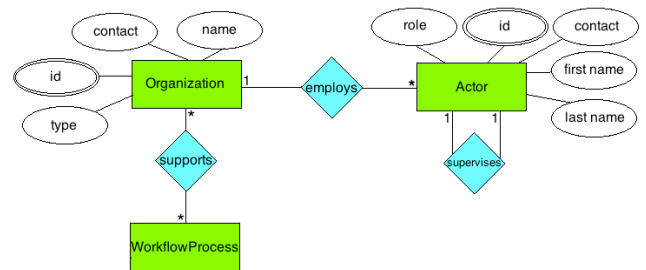 contact
name
role
id
contact
id
Organization
1
employs
*
Actor
first name
type
last name
*
1
1
supports
supervises
*
WorkflowProcess